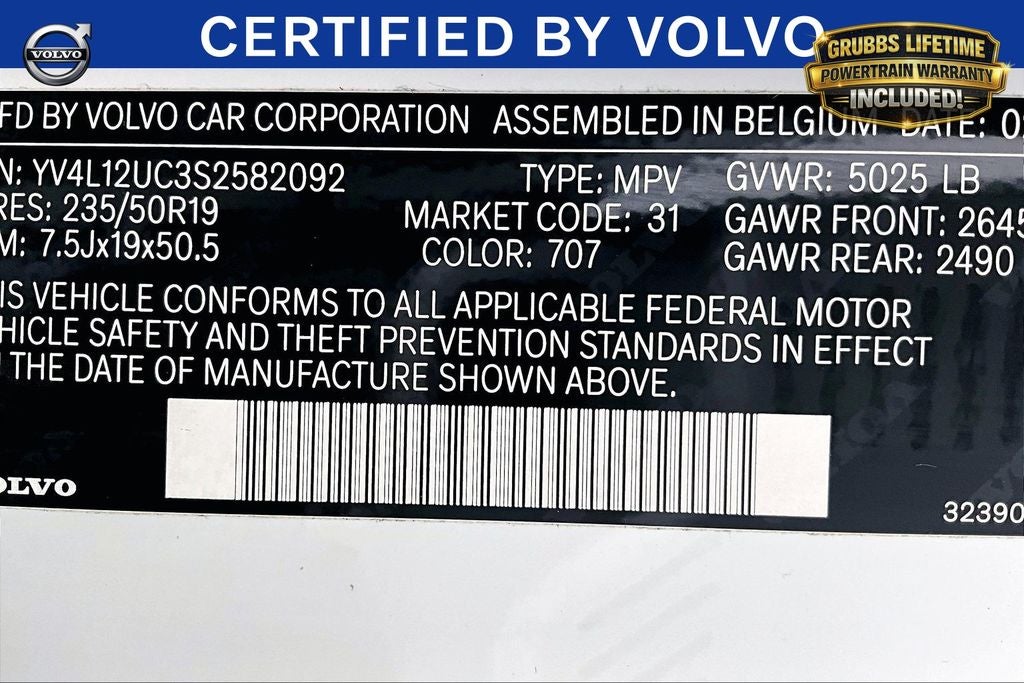 CERTIFIED BY VOLVO
VOLVO
GRUBBS LIFETIME
POWERTRAIN WARRANTY
INCLUDED!
FD BY VOLVO CAR CORPORATION ASSEMBLED IN BELGIUM DATE: 0
N: YV4L12UC3S2582092 TYPE: MPV GVWR: 5025 LB
RES: 235/50R19 MARKET CODE: 31 GAWR FRONT: 2645
M: 7.5Jx19x50.5 COLOR: 707 GAWR REAR: 2490
IS VEHICLE CONFORMS TO ALL APPLICABLE FEDERAL MOTOR
HICLE SAFETY AND THEFT PREVENTION STANDARDS IN EFFECT
THE DATE OF MANUFACTURE SHOWN ABOVE.
OLVO
32390